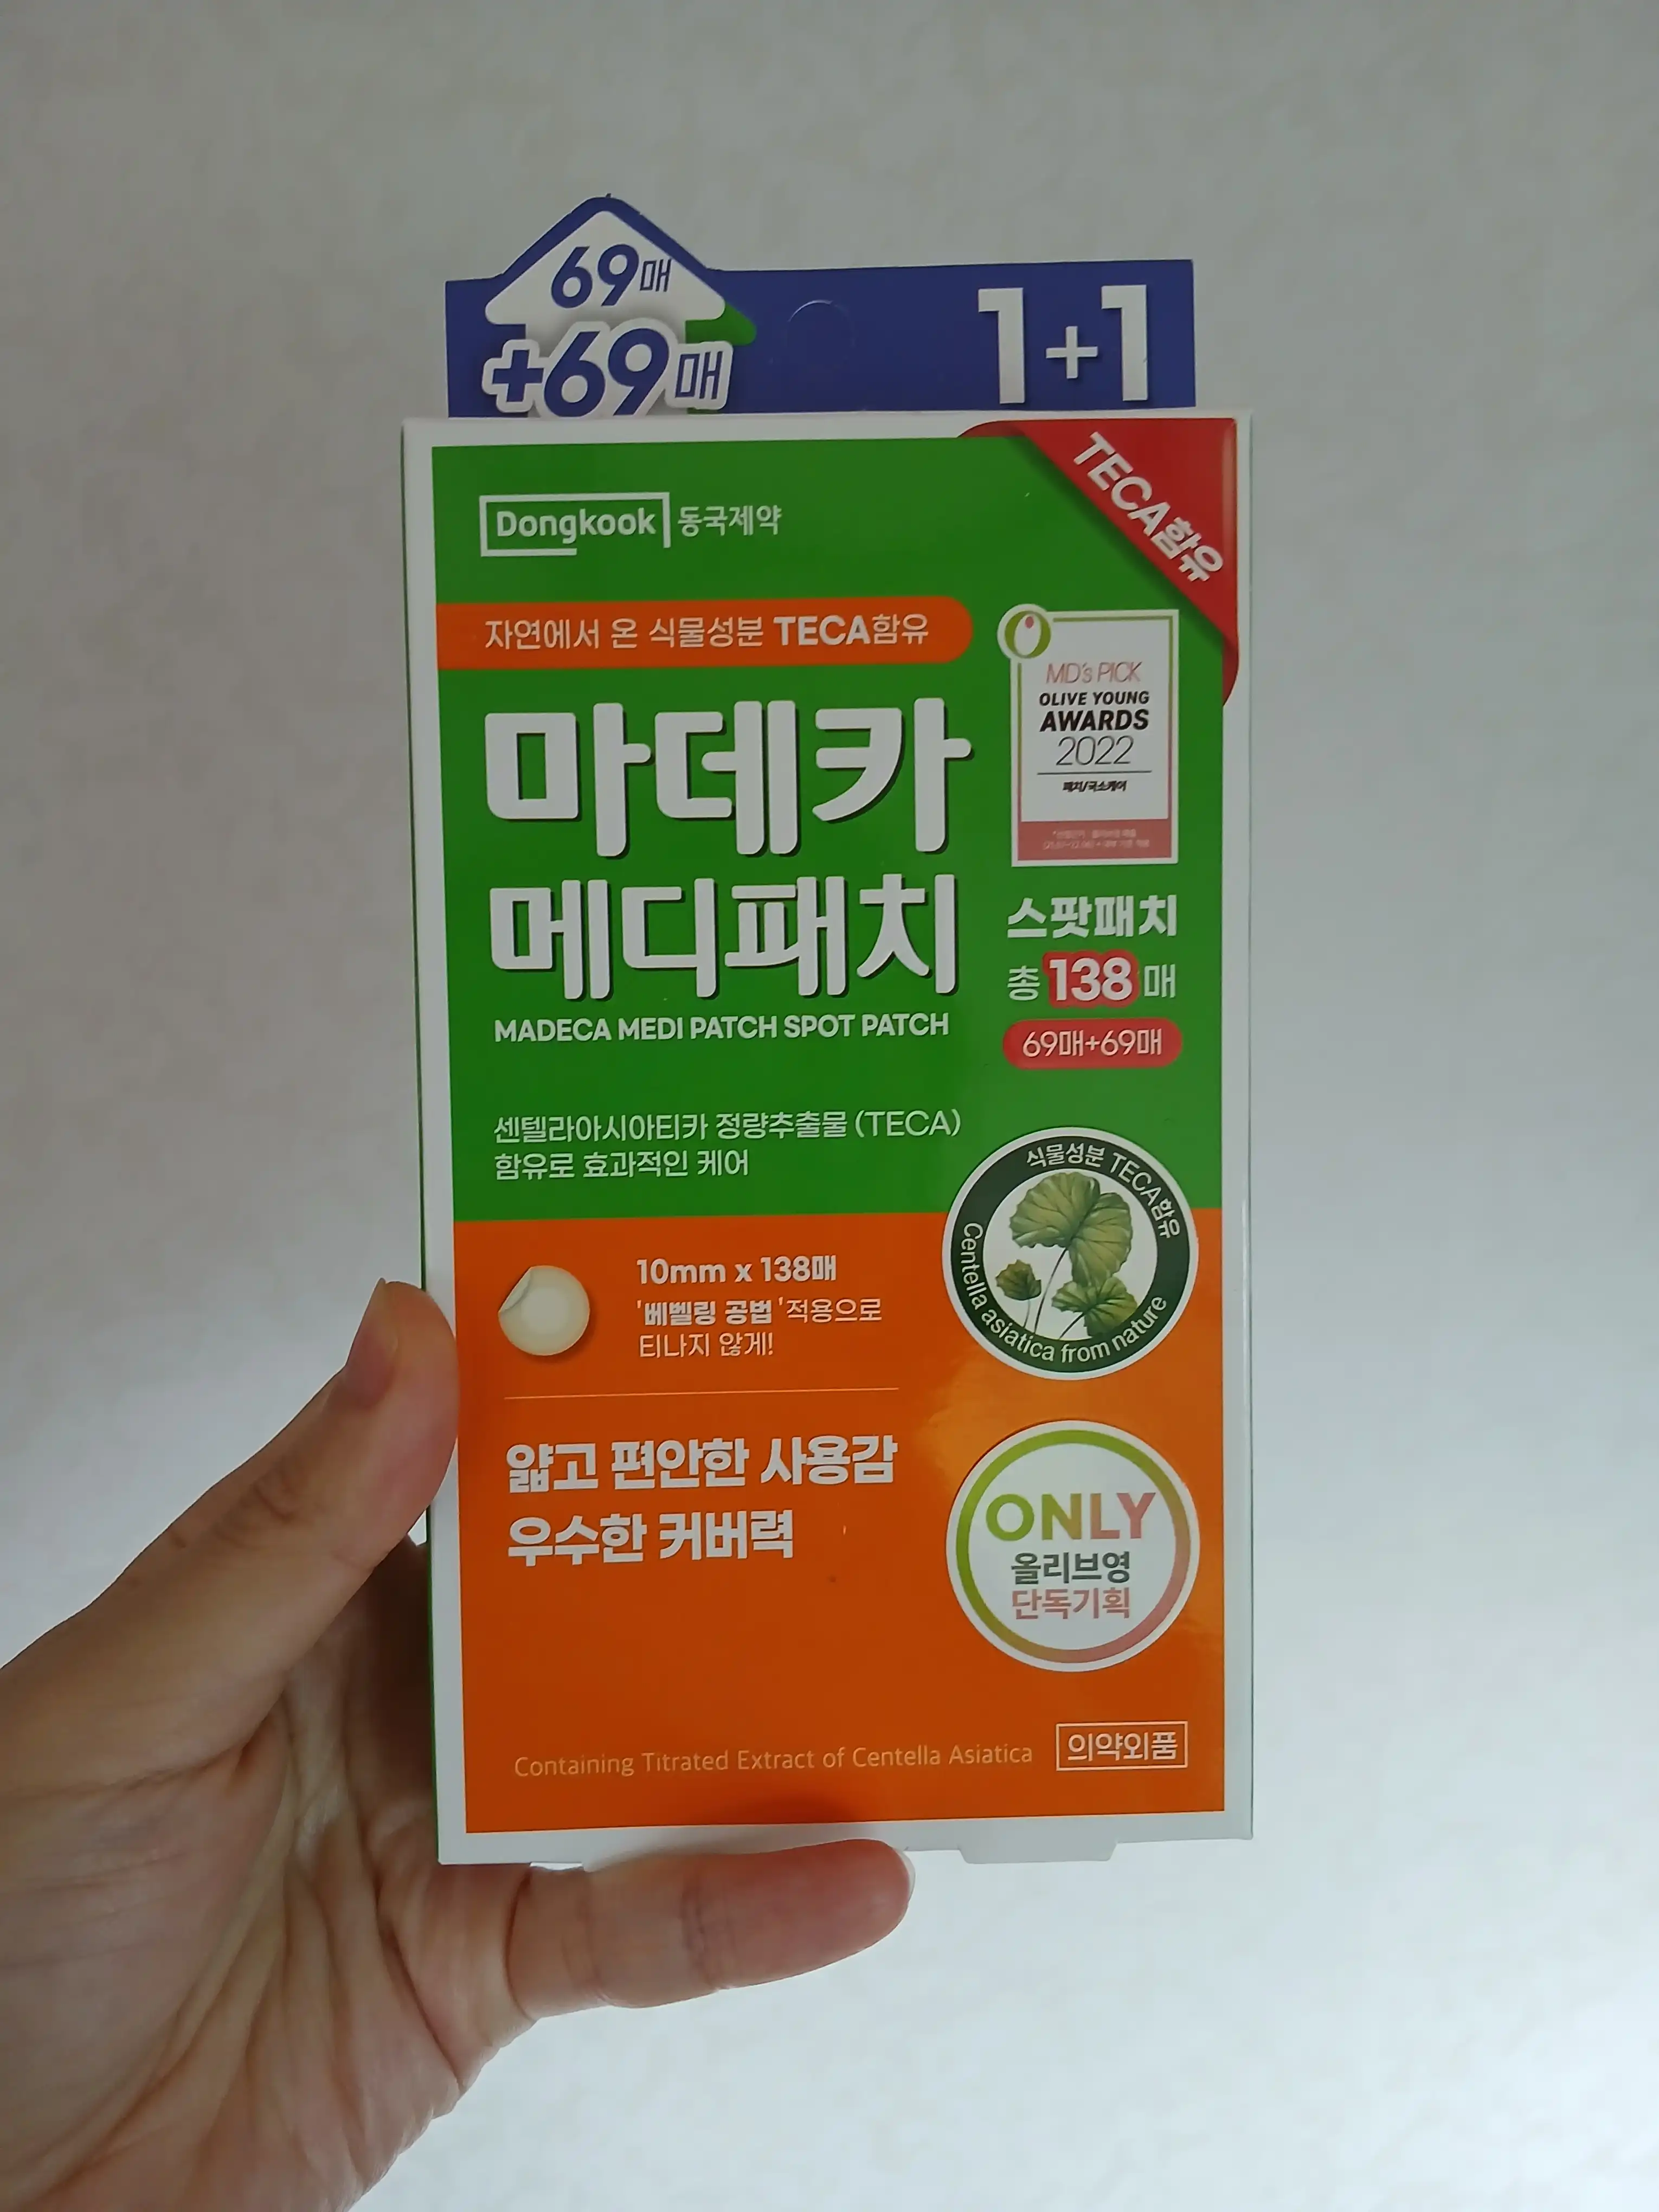 69매
+69매
1+1
TECA함유
Dongkook 동국제약
자연에서 온 식물성분 TECA함유
MD's PICK
OLIVE YOUNG
AWARDS
2022
패치/국소케어
마데카
메디패치
MADECA MEDI PATCH SPOT PATCH
스팟패치
총 138매
69매+69매
센텔라아시아티카 정량추출물 (TECA)
함유로 효과적인 케어
식물성분 TECA함유
Centella asiatica from nature
10mm x 138매
'베벨링 공법'적용으로
티나지 않게!
얇고 편안한 사용감
우수한 커버력
ONLY
올리브영
단독기획
Containing Titrated Extract of Centella Asiatica
의약외품